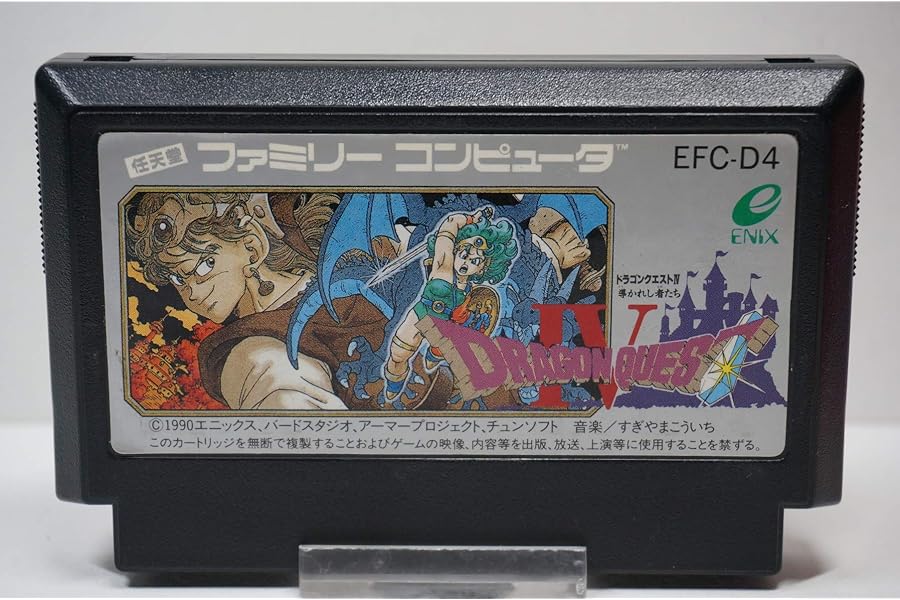 任天堂 ファミリー コンピュータ™ EFC-D4
e
ENIX
ドラゴンクエストⅣ
導かれし者たち
IV
DRAGON QUEST
©1990エニックス、バードスタジオ、アーマープロジェクト、チュンソフト 音楽／すぎやまこういち
このカートリッジを無断で複製することおよびゲームの映像、内容等を出版、放送、上演等に使用することを禁ずる。